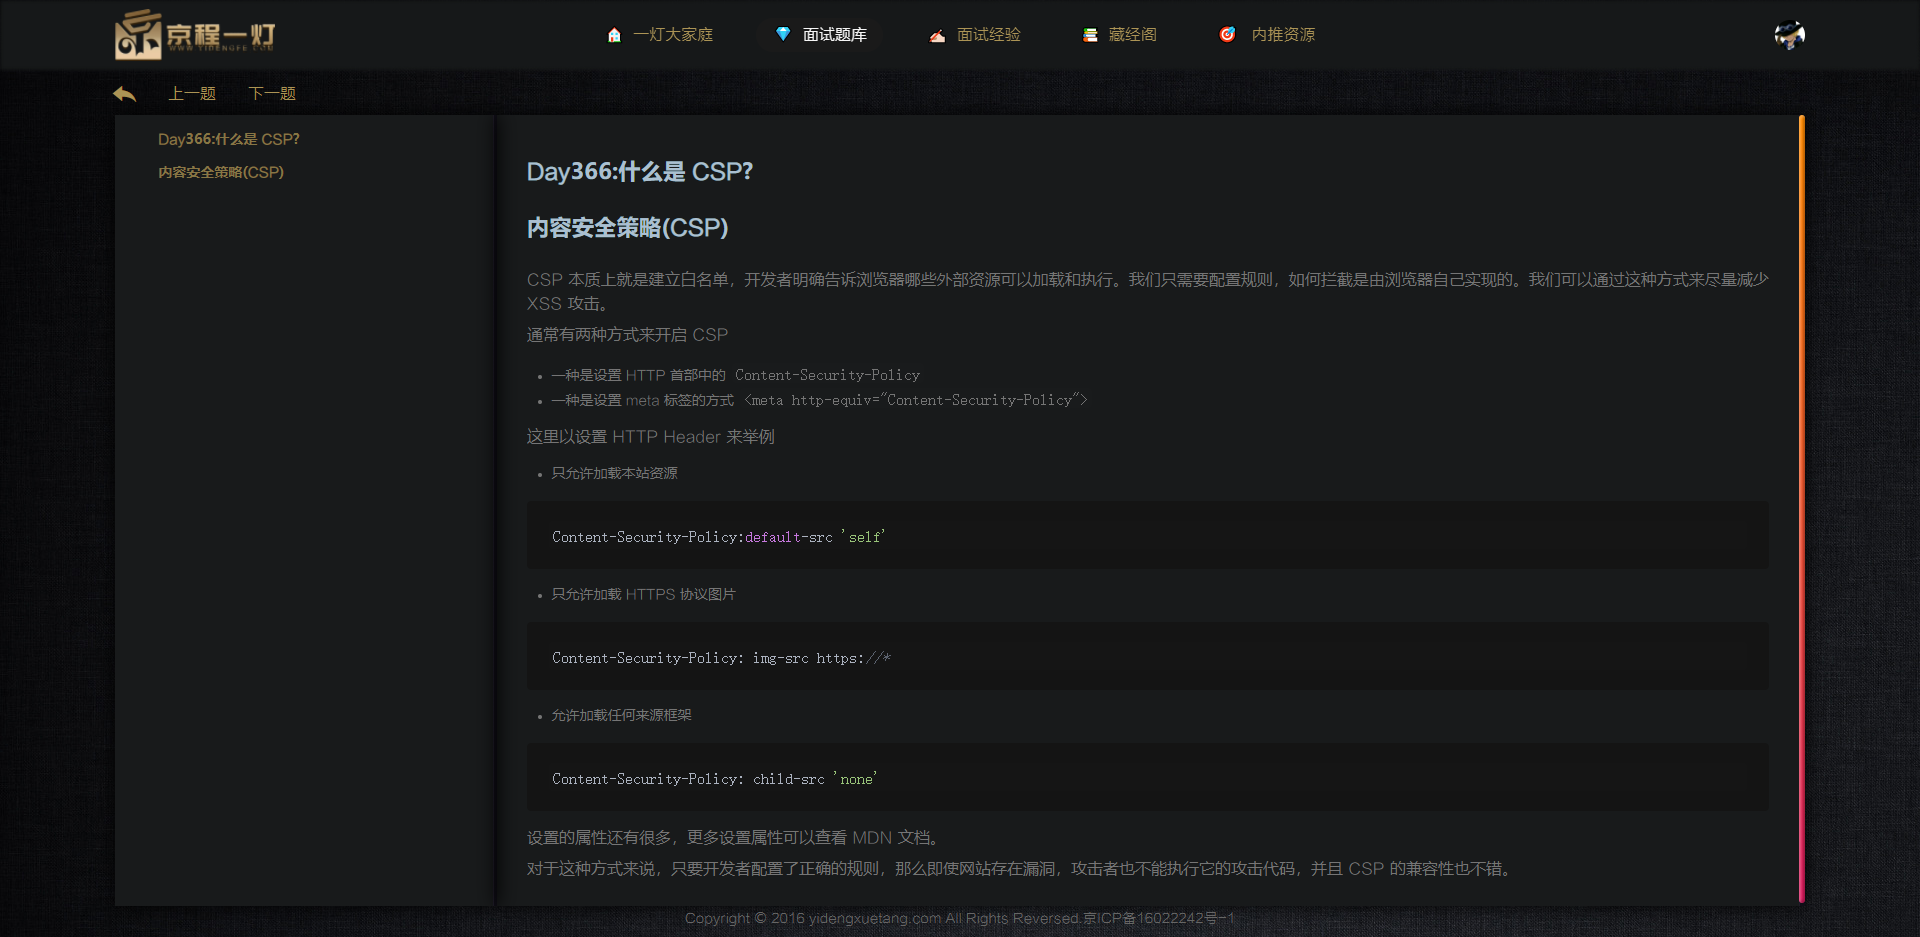 京程一灯
WWW.YIDENGFE.COM
一灯大家庭
面试题库
面试经验
藏经阁
内推资源
上一题
下一题
Day366:什么是 CSP?
内容安全策略(CSP)
Day366:什么是 CSP?
内容安全策略(CSP)
CSP 本质上就是建立白名单，开发者明确告诉浏览器哪些外部资源可以加载和执行。我们只需要配置规则，如何拦截是由浏览器自己实现的。我们可以通过这种方式来尽量减少
XSS 攻击。
通常有两种方式来开启 CSP
一种是设置 HTTP 首部中的 Content-Security-Policy
一种是设置 meta 标签的方式 <meta http-equiv="Content-Security-Policy">
这里以设置 HTTP Header 来举例
只允许加载本站资源
Content-Security-Policy:default-src 'self'
只允许加载 HTTPS 协议图片
Content-Security-Policy: img-src https://*
允许加载任何来源框架
Content-Security-Policy: child-src 'none'
设置的属性还有很多，更多设置属性可以查看 MDN 文档。
对于这种方式来说，只要开发者配置了正确的规则，那么即使网站存在漏洞，攻击者也不能执行它的攻击代码，并且 CSP 的兼容性也不错。
Copyright © 2016 yidengxuetang.com All Rights Reversed.京ICP备16022242号-1